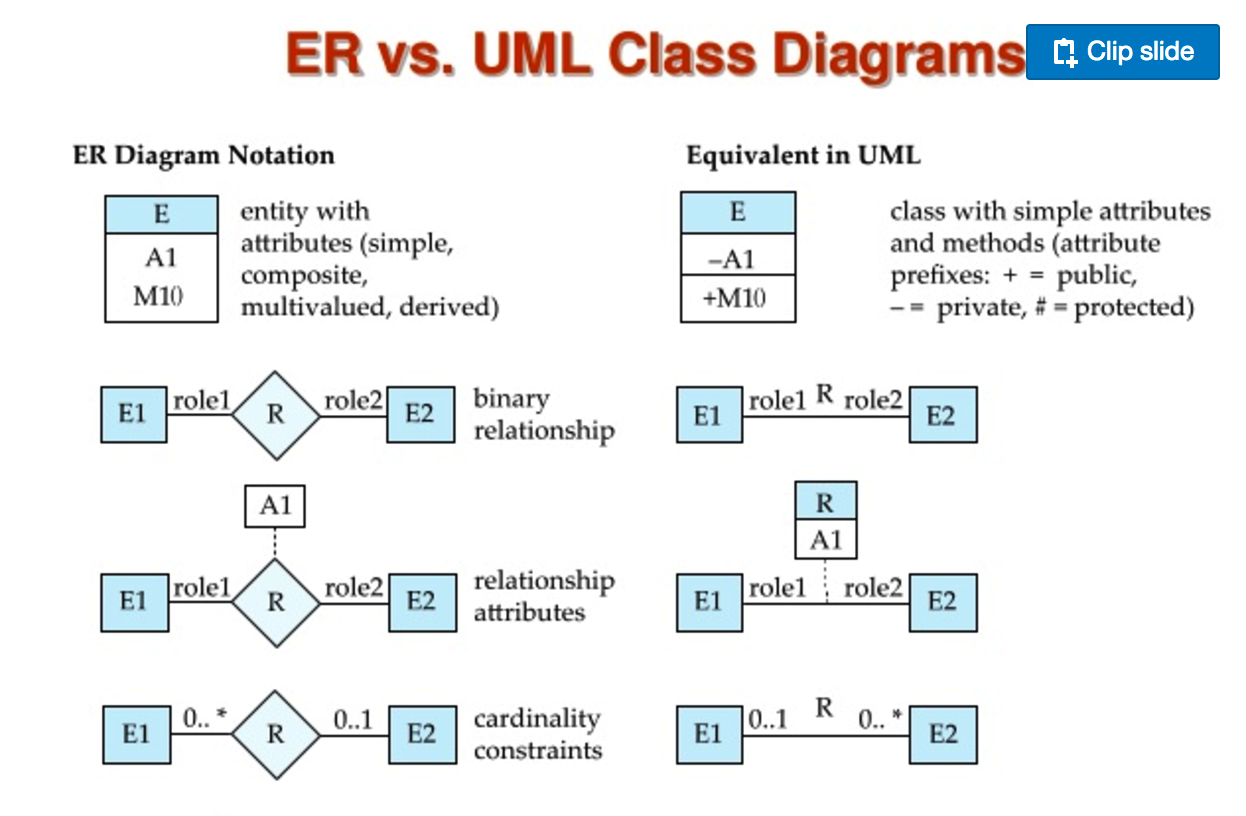 ER vs. UML Class Diagrams
Clip slide
ER Diagram Notation
E
A1
M10
entity with
attributes (simple,
composite,
multivalued, derived)
E1
role1
R
role2
E2
binary
relationship
A1
E1
role1
R
role2
E2
relationship
attributes
E1
0.. *
R
0..1
E2
cardinality
constraints
Equivalent in UML
E
–A1
+M10
class with simple attributes
and methods (attribute
prefixes: + = public,
– = private, # = protected)
E1
role1 R role2
E2
R
A1
E1
role1
role2
E2
E1
0..1 R 0.. *
E2